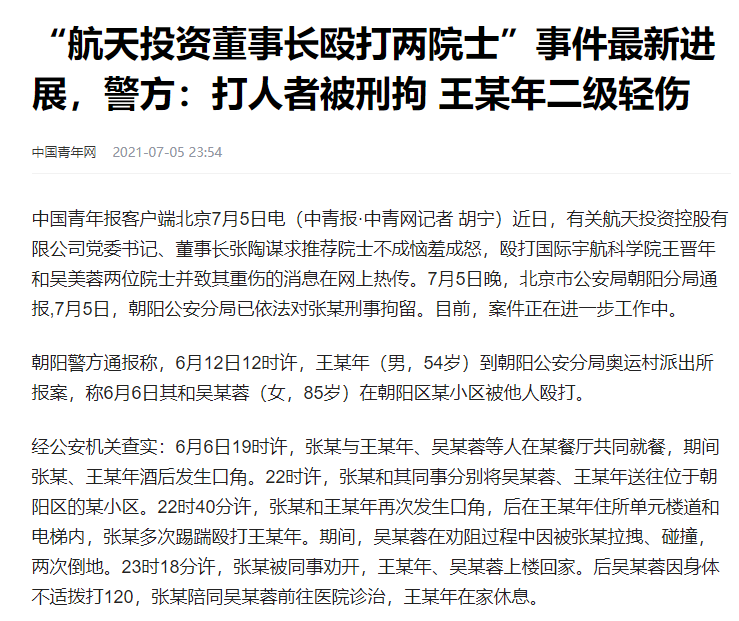 “航天投资董事长殴打两院士”事件最新进
展，警方：打人者被刑拘 王某年二级轻伤
中国青年网 2021-07-05 23:54
中国青年报客户端北京7月5日电（中青报·中青网记者 胡宁）近日，有关航天投资控股有
限公司党委书记、董事长张陶谋求推荐院士不成恼羞成怒，殴打国际宇航科学院王晋年
和吴美蓉两位院士并致其重伤的消息在网上热传。7月5日晚，北京市公安局朝阳分局通
报,7月5日，朝阳公安分局已依法对张某刑事拘留。目前，案件正在进一步工作中。
朝阳警方通报称，6月12日12时许，王某年（男，54岁）到朝阳公安分局奥运村派出所
报案，称6月6日其和吴某蓉（女，85岁）在朝阳区某小区被他人殴打。
经公安机关查实：6月6日19时许，张某与王某年、吴某蓉等人在某餐厅共同就餐，期间
张某、王某年酒后发生口角。22时许，张某和其同事分别将吴某蓉、王某年送往位于朝
阳区的某小区。22时40分许，张某和王某年再次发生口角，后在王某年住所单元楼道和
电梯内，张某多次踢踹殴打王某年。期间，吴某蓉在劝阻过程中因被张某拉拽、碰撞，
两次倒地。23时18分许，张某被同事劝开，王某年、吴某蓉上楼回家。后吴某蓉因身体
不适拨打120，张某陪同吴某蓉前往医院诊治，王某年在家休息。